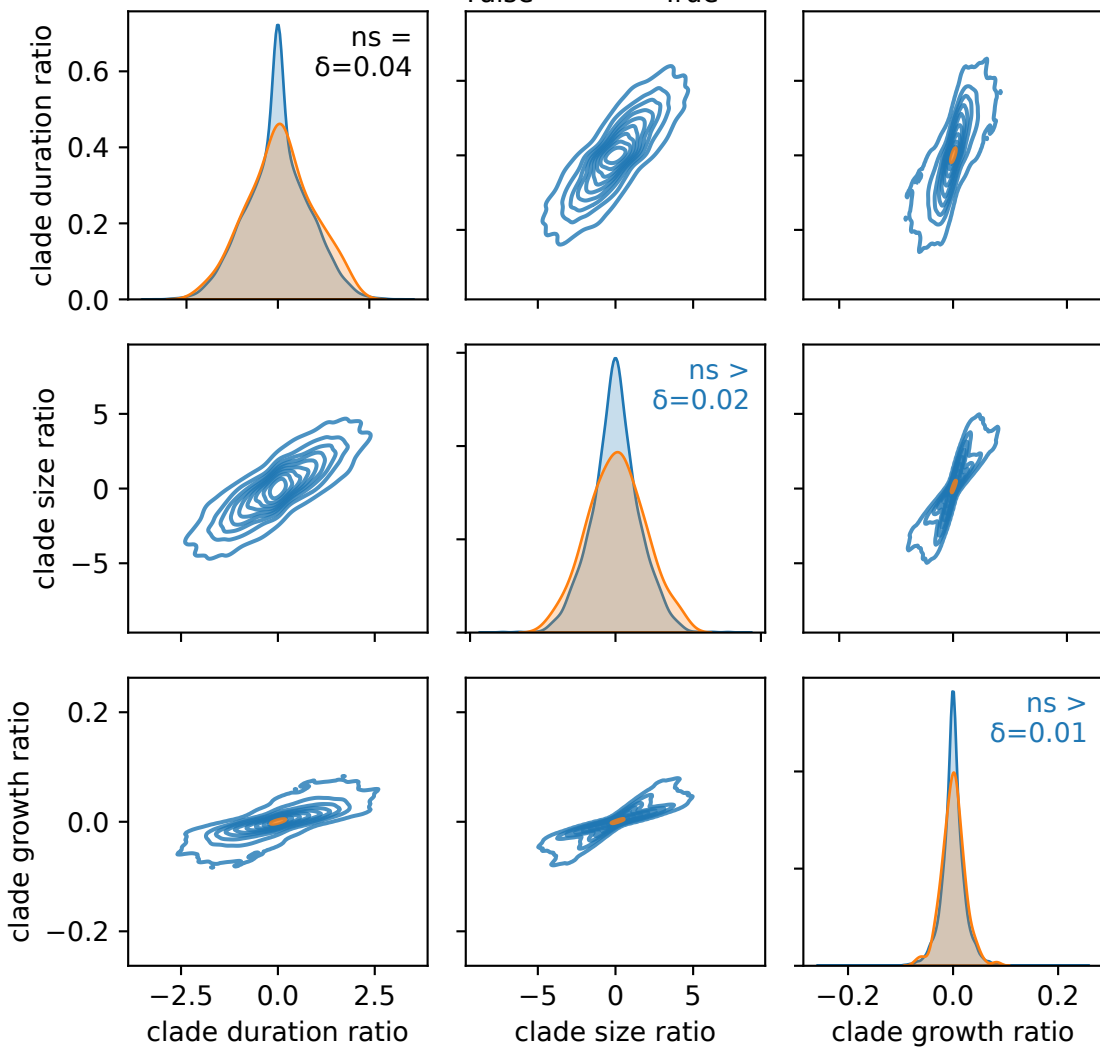 clade duration ratio
0.6
0.4
0.2
0.0
ns =
δ=0.04
clade size ratio
5
0
−5
ns >
δ=0.02
clade growth ratio
0.2
0.0
−0.2
ns >
δ=0.01
−2.5 0.0 2.5
−5 0 5
−0.2 0.0 0.2
clade duration ratio
clade size ratio
clade growth ratio